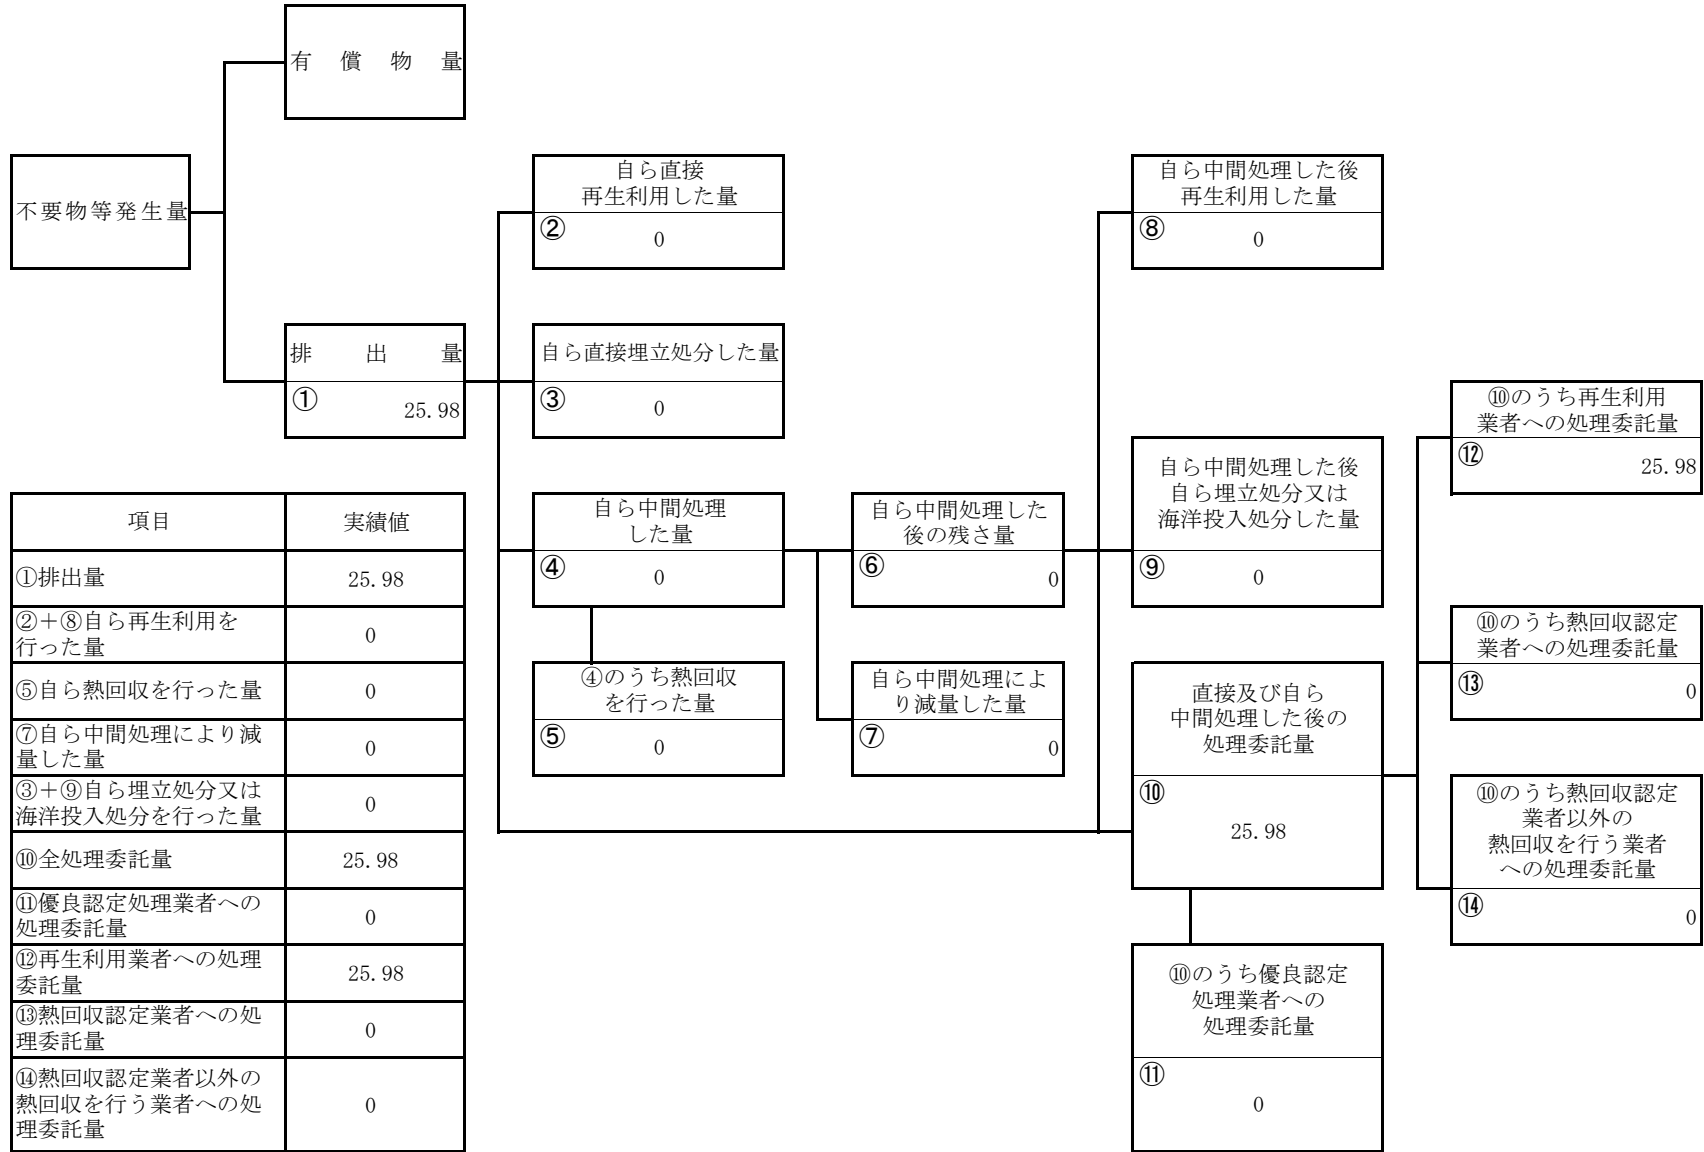 有償物量
不要物等発生量
排出量
① 25.98
自ら直接
再生利用した量
② 0
自ら直接埋立処分した量
③ 0
自ら中間処理
した量
④ 0
④のうち熱回収
を行った量
⑤ 0
自ら中間処理した
後の残さ量
⑥ 0
自ら中間処理によ
り減量した量
⑦ 0
自ら中間処理した後
再生利用した量
⑧ 0
自ら中間処理した後
自ら埋立処分又は
海洋投入処分した量
⑨ 0
直接及び自ら
中間処理した後の
処理委託量
⑩
25.98
⑩のうち優良認定
処理業者への
処理委託量
⑪
0
⑩のうち再生利用
業者への処理委託量
⑫ 25.98
⑩のうち熱回収認定
業者への処理委託量
⑬ 0
⑩のうち熱回収認定
業者以外の
熱回収を行う業者
への処理委託量
⑭ 0
項目 実績値
①排出量 25.98
②＋⑧自ら再生利用を
行った量 0
⑤自ら熱回収を行った量 0
⑦自ら中間処理により減
量した量 0
③＋⑨自ら埋立処分又は
海洋投入処分を行った量 0
⑩全処理委託量 25.98
⑪優良認定処理業者への
処理委託量 0
⑫再生利用業者への処理
委託量 25.98
⑬熱回収認定業者への処
理委託量 0
⑭熱回収認定業者以外の
熱回収を行う業者への処
理委託量 0